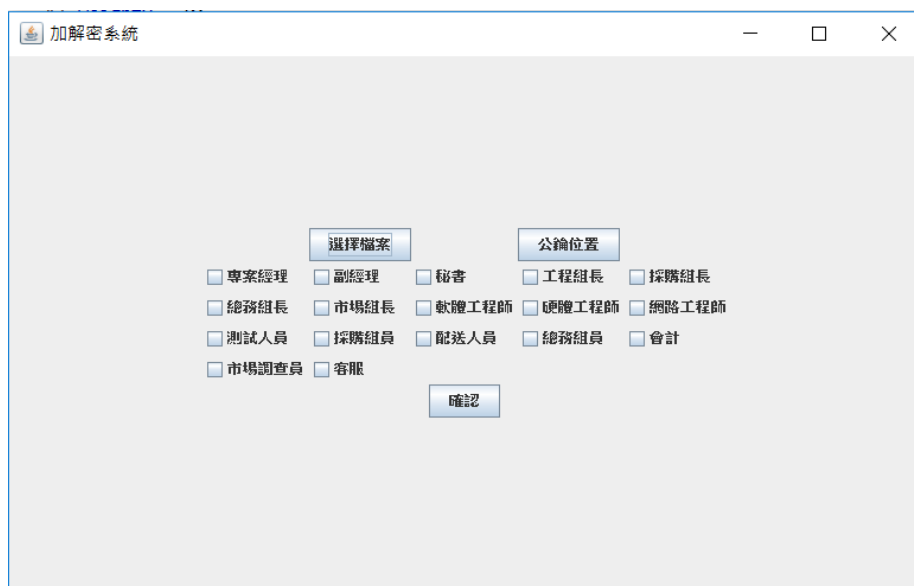 加解密系統
選擇檔案 公鑰位置
專案經理 副經理 秘書 工程組長 採購組長
總務組長 市場組長 軟體工程師 硬體工程師 網路工程師
測試人員 採購組員 配送人員 總務組員 會計
市場調查員 客服
確認